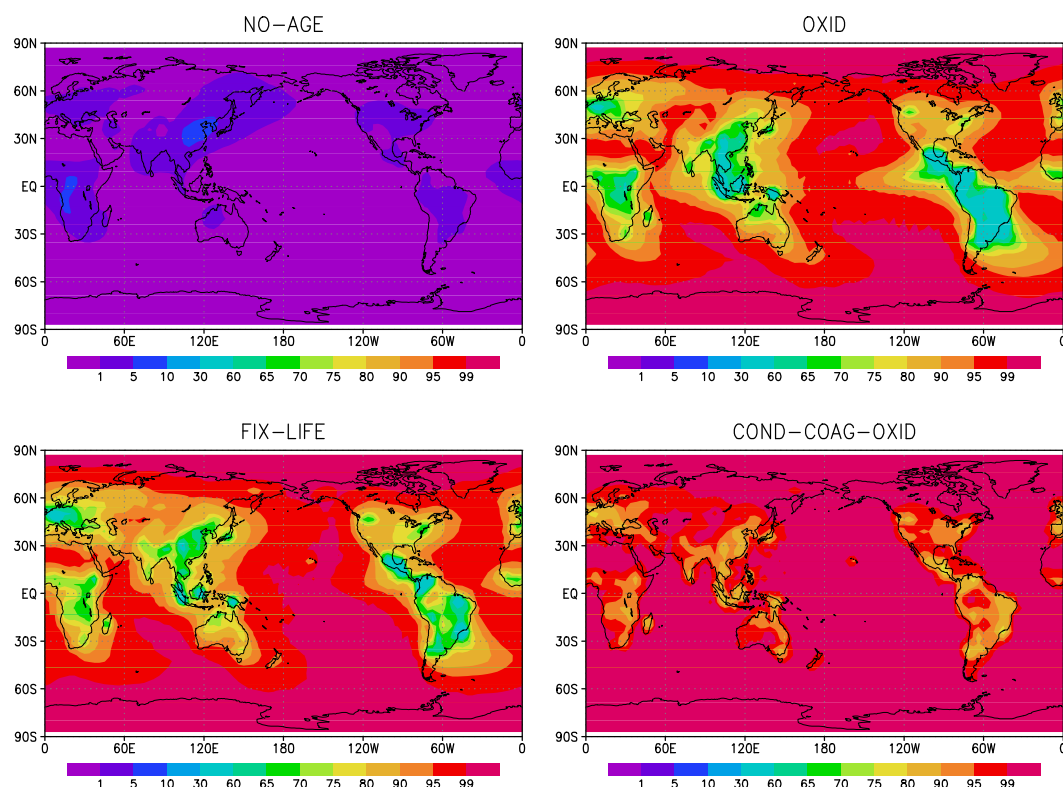 NO-AGE OXID
90N 90N
60N 60N
30N 30N
EQ EQ
30S 30S
60S 60S
90S 90S
0 60E 120E 180 120W 60W 0 0 60E 120E 180 120W 60W 0
1 5 10 30 60 65 70 75 80 90 95 99 1 5 10 30 60 65 70 75 80 90 95 99
FIX-LIFE COND-COAG-OXID
90N 90N
60N 60N
30N 30N
EQ EQ
30S 30S
60S 60S
90S 90S
0 60E 120E 180 120W 60W 0 0 60E 120E 180 120W 60W 0
1 5 10 30 60 65 70 75 80 90 95 99 1 5 10 30 60 65 70 75 80 90 95 99